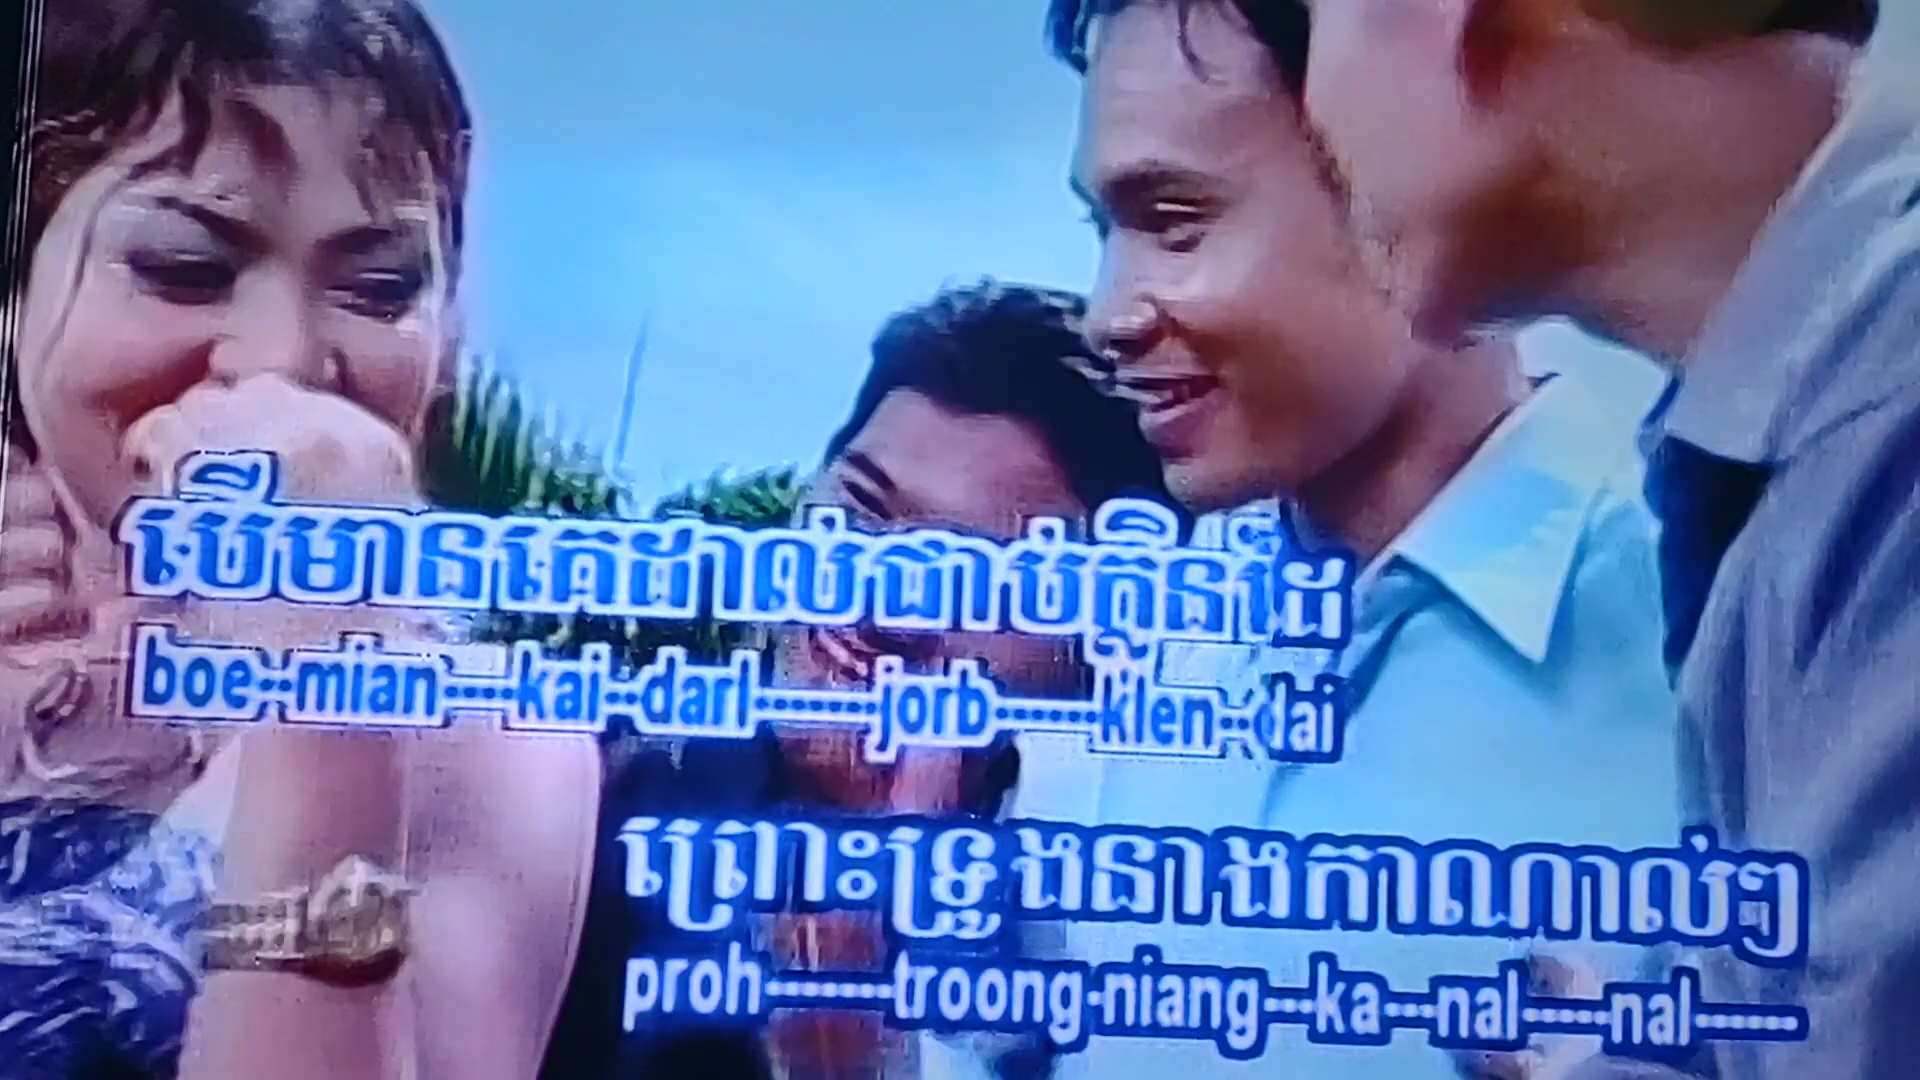 បើមានគេដាល់ជាប់ក្លិនដៃ
boe--mian----kai--darl-------jorb------klen--dai
ព្រោះទ្រូងនាងកាណាល់ៗ
proh-------troong-niang---ka---nal-----nal------